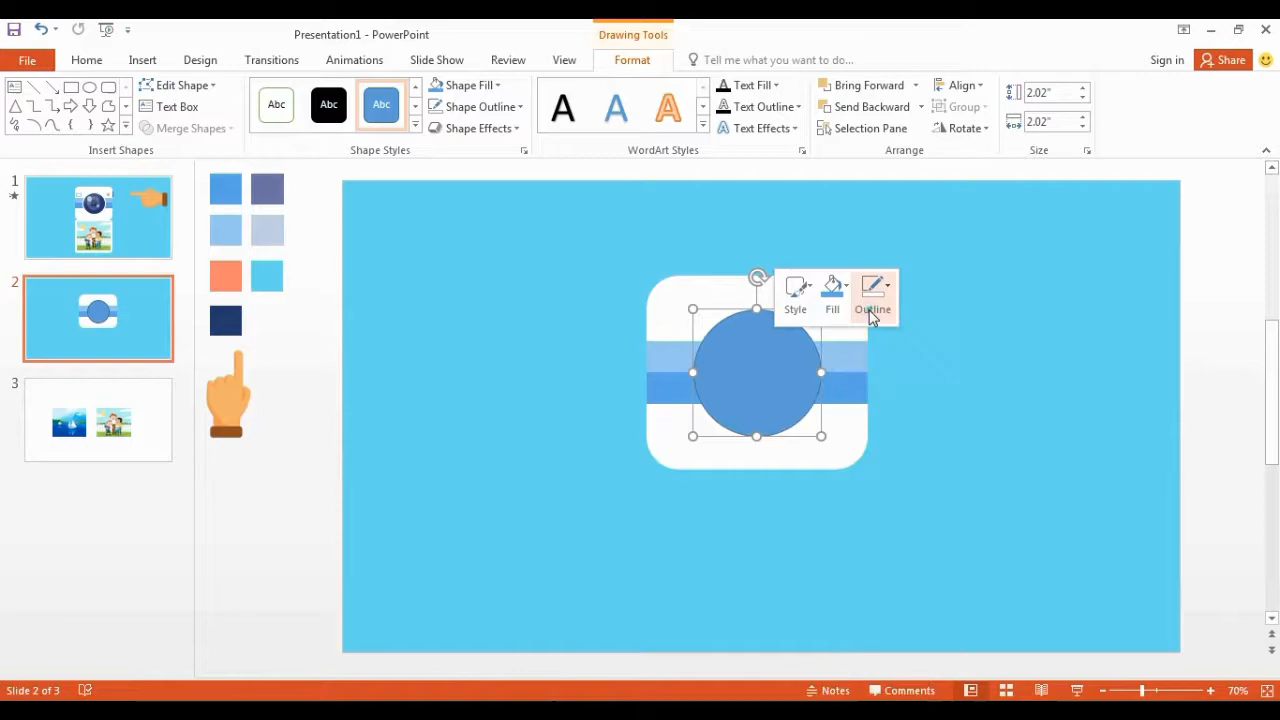 Presentation1 - PowerPoint
Drawing Tools
File
Home
Insert
Design
Transitions
Animations
Slide Show
Review
View
Format
Tell me what you want to do...
Sign in
Share
Edit Shape
Text Box
Merge Shapes
Insert Shapes
Abc
Abc
Abc
Shape Fill
Shape Outline
Shape Effects
Shape Styles
A
A
A
Text Fill
Text Outline
Text Effects
WordArt Styles
Bring Forward
Send Backward
Selection Pane
Align
Group
Rotate
Arrange
2.02"
2.02"
Size
1
2
3
Style
Fill
Outline
Slide 2 of 3
Notes
Comments
70%